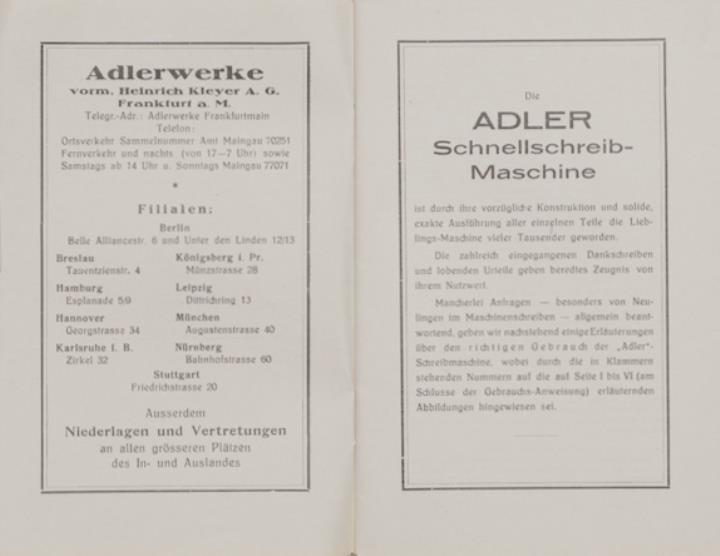 Adlerwerke
vorm. Heinrich Kleyer A. G.
Frankfurt a. M.
Telegr.-Adr.: Adlerwerke Frankfurtmain
Telefon:
Ortsverkehr Sammelnummer Amt Maingau 70251
Fernverkehr und nachts (von 17—7 Uhr) sowie
Samstags ab 14 Uhr u. Sonntags Maingau 77071
*
Filialen:
Berlin
Belle Alliancestr. 6 und Unter den Linden 12/13
Breslau
Tauentzienstr. 4
Königsberg i. Pr.
Münzstrasse 28
Hamburg
Esplanade 5/9
Leipzig
Dittrichring 13
Hannover
Georgstrasse 34
München
Augustenstrasse 40
Karlsruhe i. B.
Zirkel 32
Nürnberg
Bahnhofstrasse 60
Stuttgart
Friedrichstrasse 20
Ausserdem
Niederlagen und Vertretungen
an allen grösseren Plätzen
des In- und Auslandes
Die
ADLER
Schnellschreib-
Maschine
ist durch ihre vorzügliche Konstruktion und solide,
exakte Ausführung aller einzelnen Teile die Lieb-
lings-Maschine vieler Tausender geworden.
Die zahlreich eingegangenen Dankschreiben
und lobenden Urteile geben beredtes Zeugnis von
ihrem Nutzwert.
Mancherlei Anfragen — besonders von Neu-
lingen im Maschinenschreiben — allgemein beant-
wortend, geben wir nachstehend einige Erläuterungen
über den richtigen Gebrauch der „Adler"-
Schreibmaschine, wobei durch die in Klammern
stehenden Nummern auf die auf Seite I bis VI (am
Schlusse der Gebrauchs-Anweisung) erläuternden
Abbildungen hingewiesen sei.